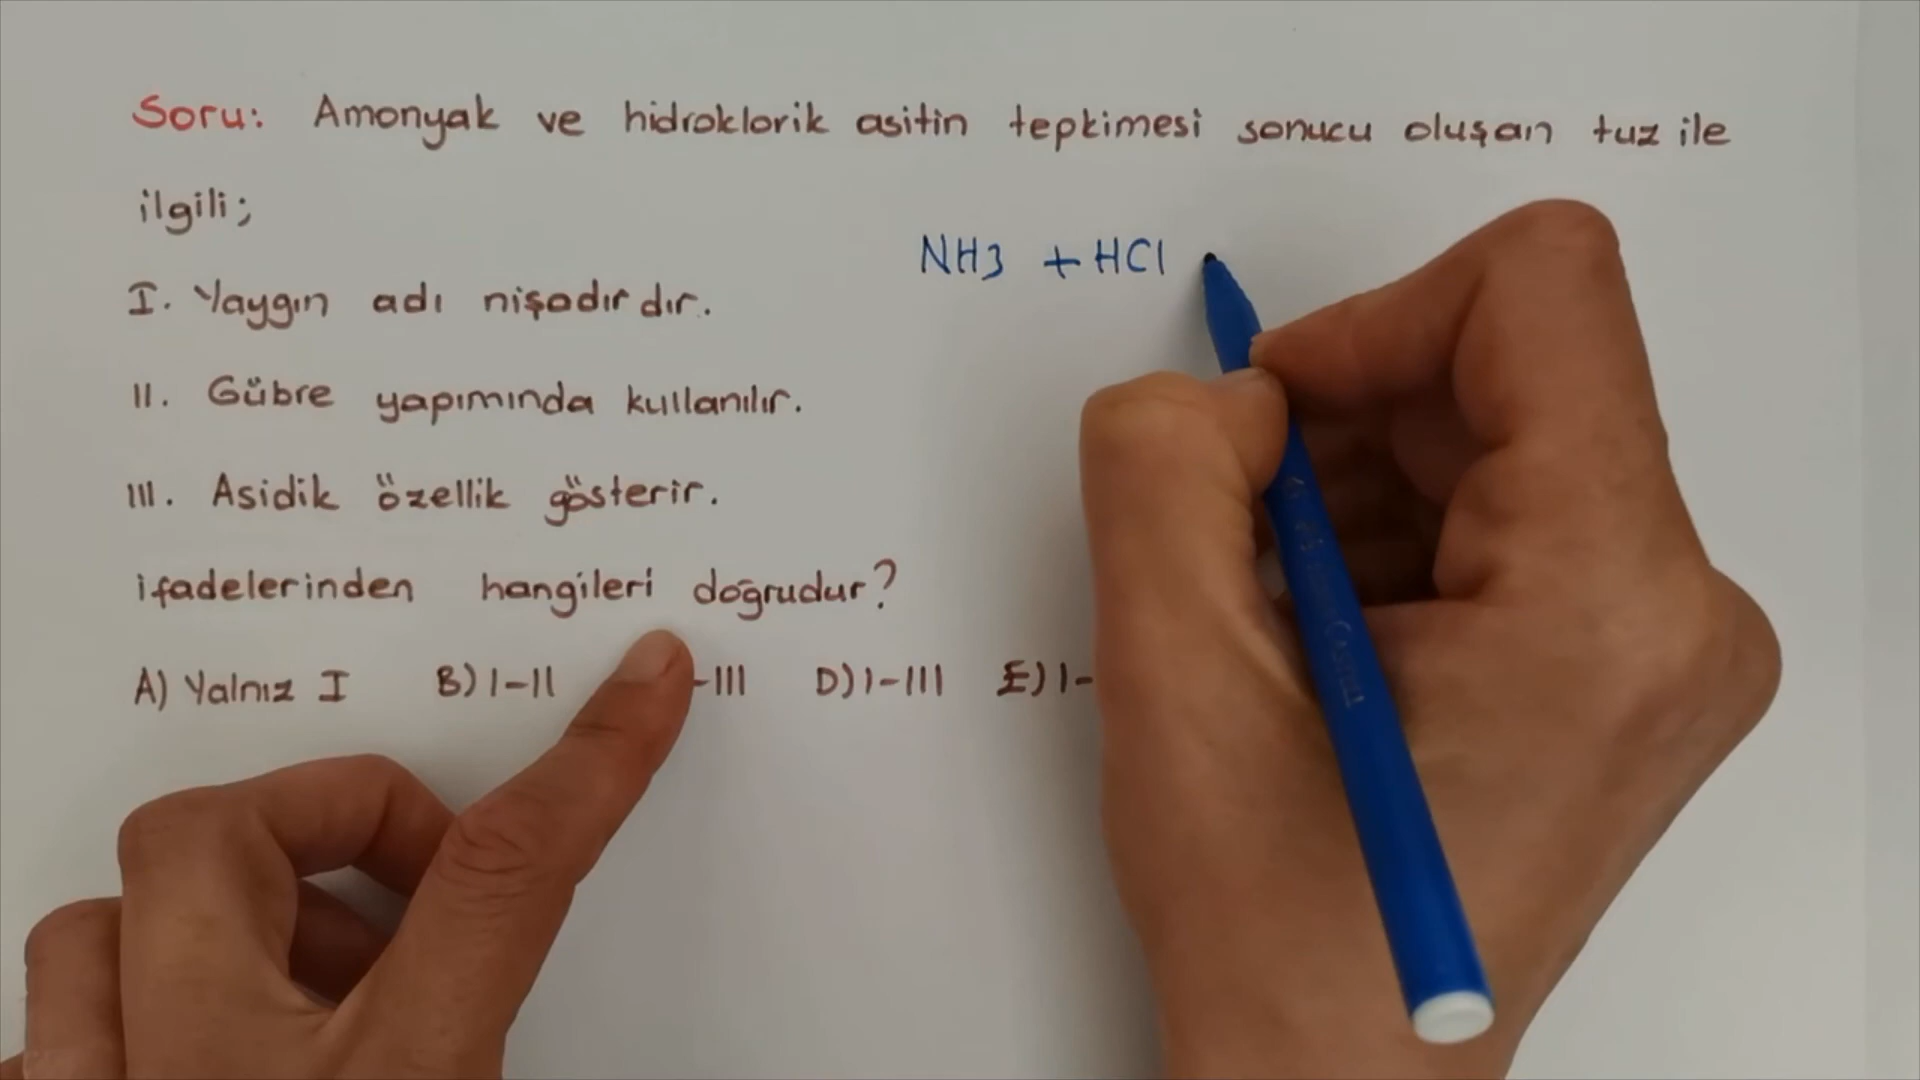 Soru: Amonyak ve hidroklorik asitin tepkimesi sonucu oluşan tuz ile
ilgili;
NH3 + HCl
I. Yaygın adı nişadırdır.
II. Gübre yapımında kullanılır.
III. Asidik özellik gösterir.
ifadelerinden hangileri doğrudur?
A) Yalnız I B) I-II -III D) I-III E) I-